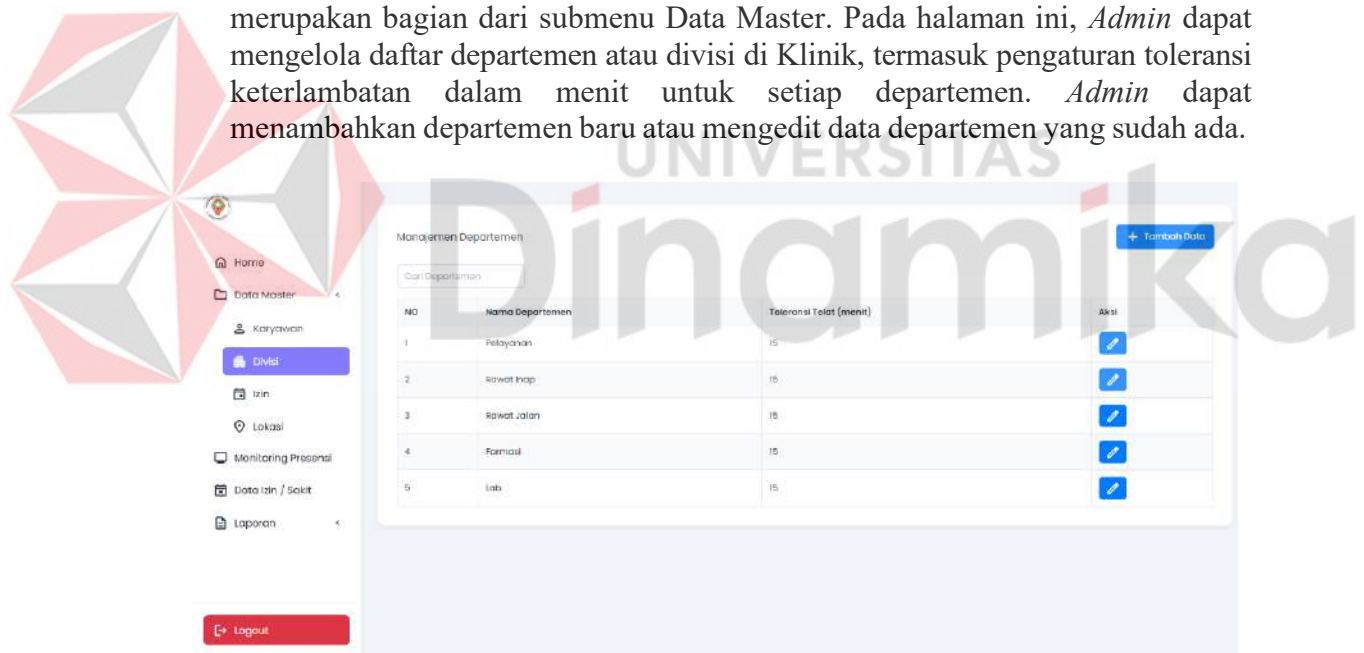 merupakan bagian dari submenu Data Master. Pada halaman ini, Admin dapat
mengelola daftar departemen atau divisi di Klinik, termasuk pengaturan toleransi
keterlambatan dalam menit untuk setiap departemen. Admin dapat
menambahkan departemen baru atau mengedit data departemen yang sudah ada.
UNIVERSITAS
Dinamika
Manajemen Departemen
+ Tambah Data
Home
Cari Departemen
Data Master
NO Nama Departemen Toleransi Telat (menit) Aksi
Karyawan
1 Pelayanan 15
Divisi
2 Rawat Inap 15
Izin
3 Rawat Jalan 15
Lokasi
4 Farmasi 15
Monitoring Presensi
5 Lab 15
Data Izin / Sakit
Laporan
Logout